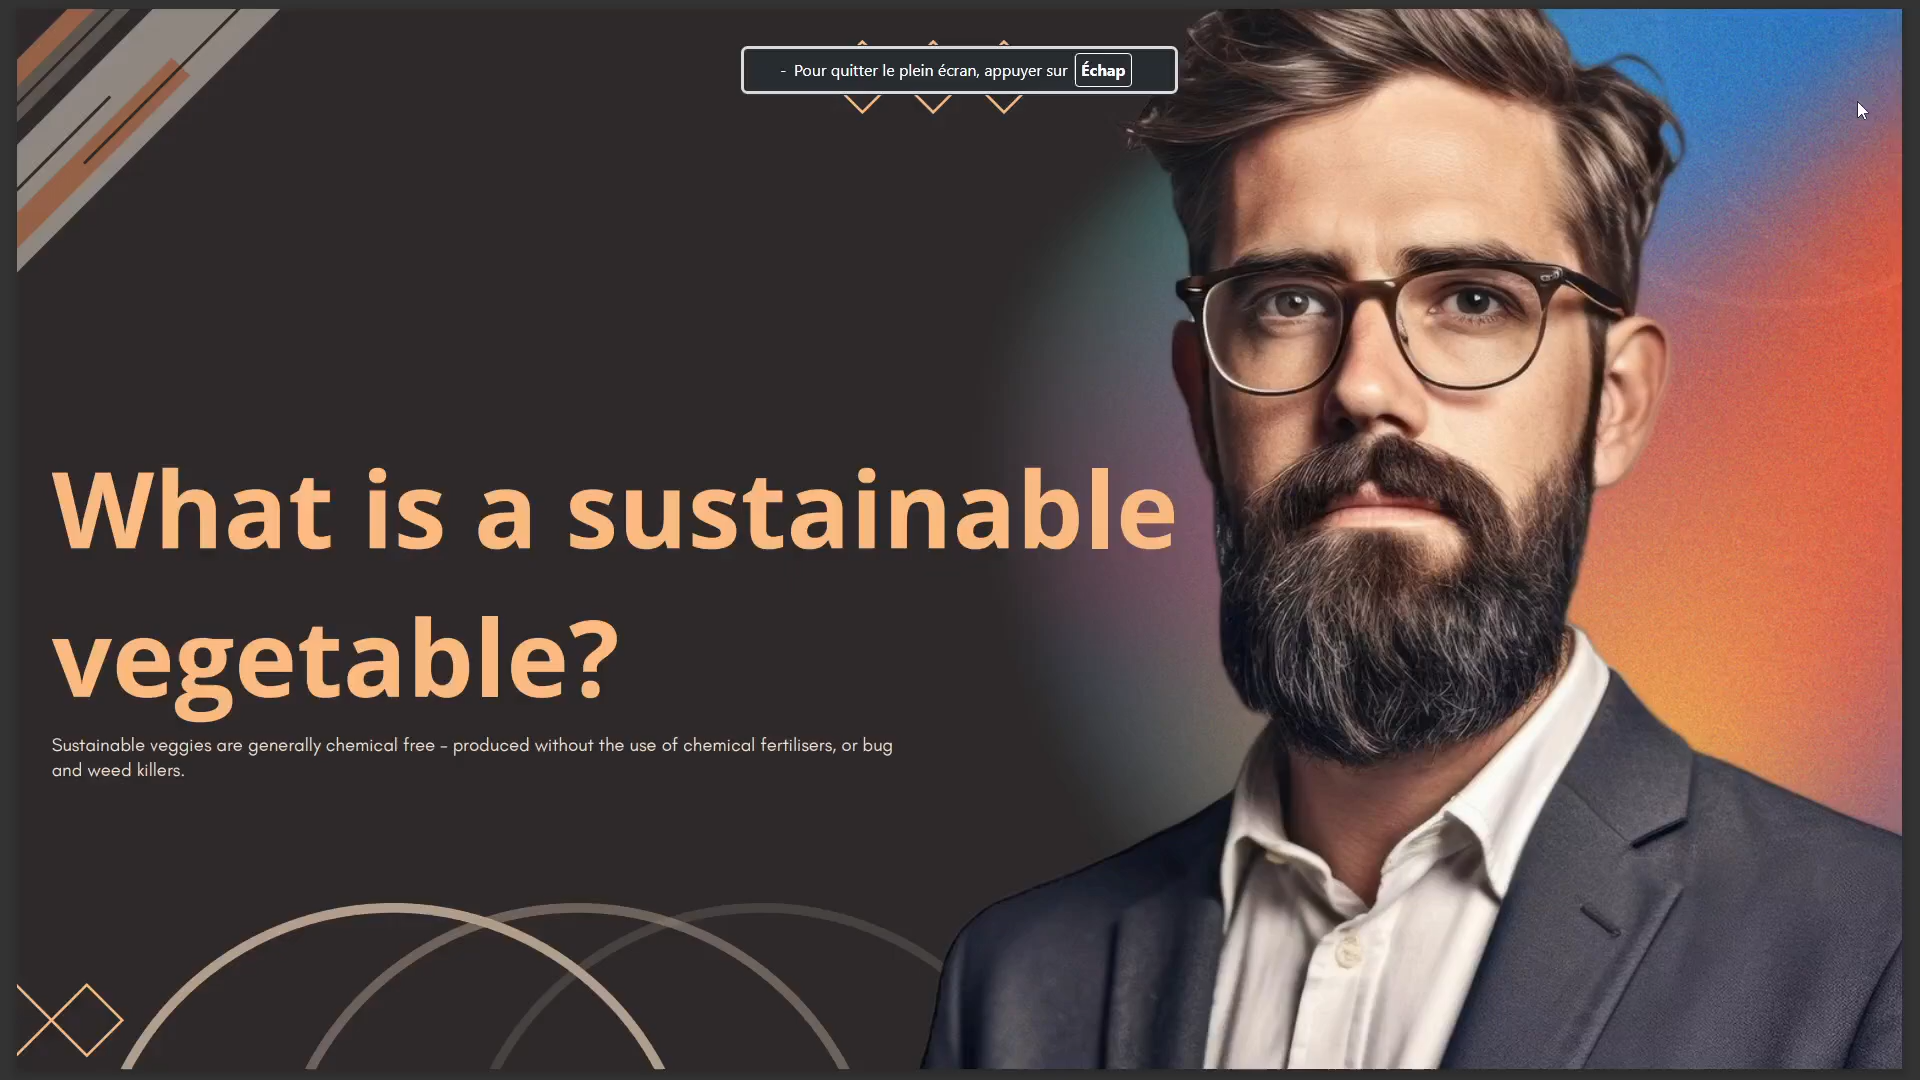 - Pour quitter le plein écran, appuyer sur Échap
What is a sustainable
vegetable?
Sustainable veggies are generally chemical free - produced without the use of chemical fertilisers, or bug
and weed killers.